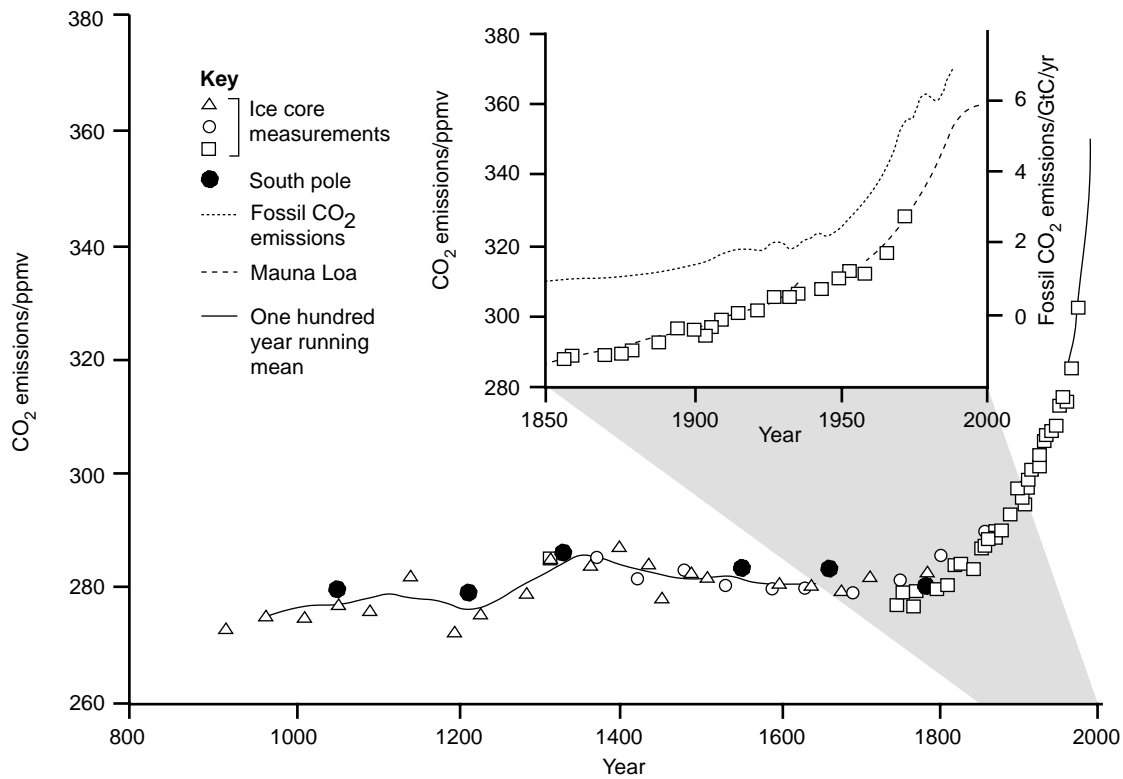 380
360
340
320
300
280
260
CO2 emissions/ppmv
800
1000
1200
1400
1600
1800
2000
Year
Key
Ice core
measurements
South pole
Fossil CO2
emissions
Mauna Loa
One hundred
year running
mean
380
360
340
320
300
280
CO2 emissions/ppmv
1850
1900
1950
2000
Year
6
4
2
0
Fossil CO2 emissions/GtC/yr